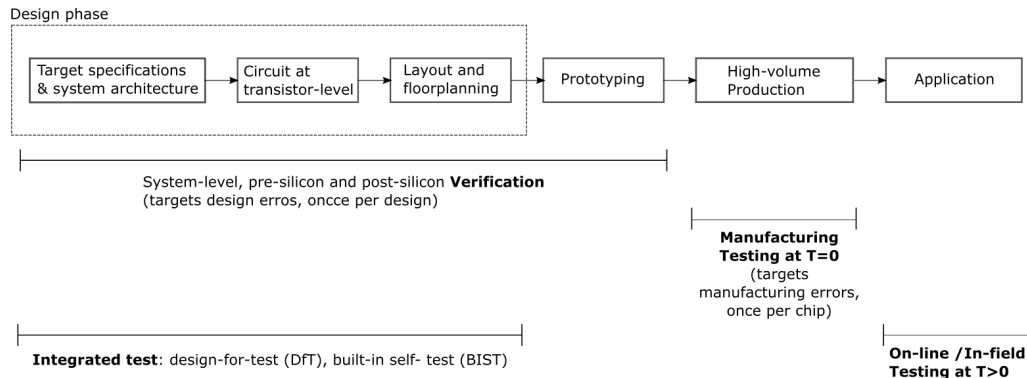 Design phase
Target specifications
& system architecture
Circuit at
transistor-level
Layout and
floorplanning
Prototyping
High-volume
Production
Application
System-level, pre-silicon and post-silicon Verification
(targets design erros, oncce per design)
Manufacturing
Testing at T=0
(targets
manufacturing errors,
once per chip)
Integrated test: design-for-test (DfT), built-in self- test (BIST)
On-line /In-field
Testing at T>0